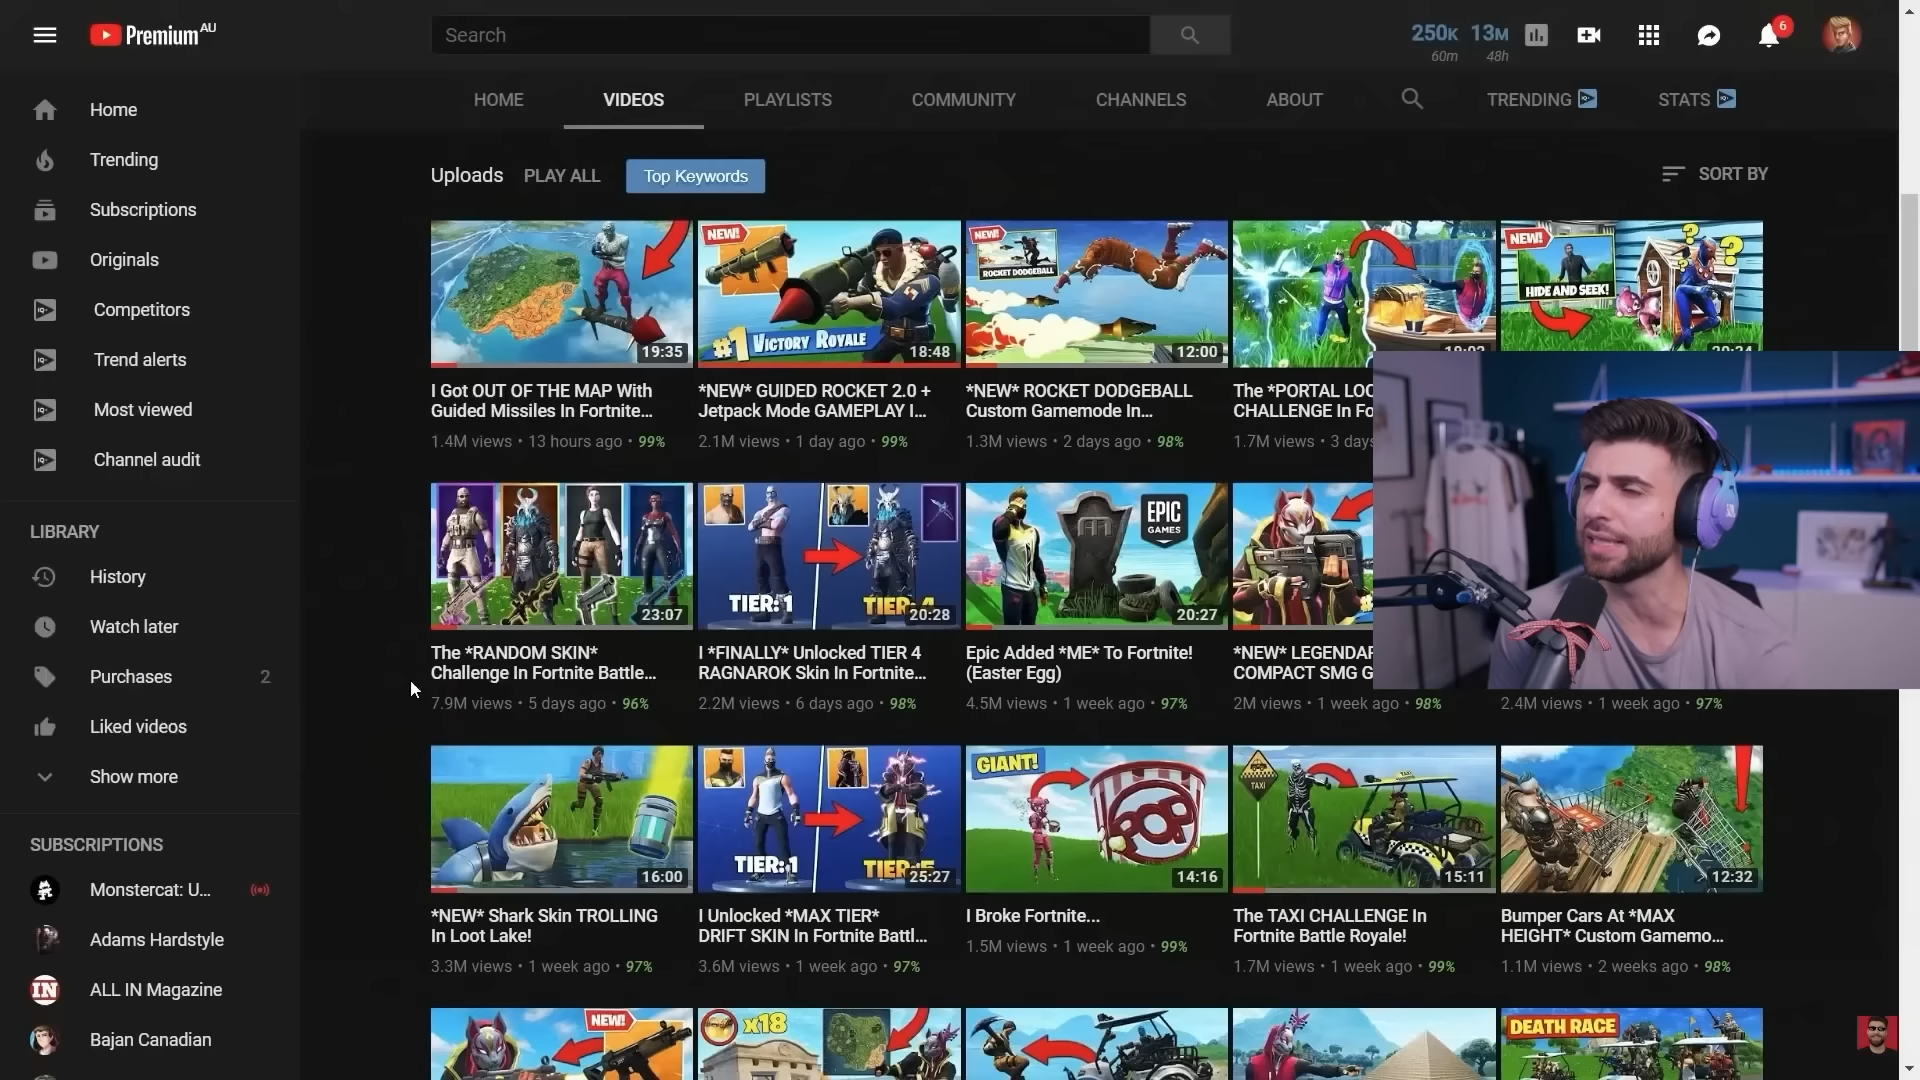 Premium AU
Search
250K 13M
60m 48h
6
HOME VIDEOS PLAYLISTS COMMUNITY CHANNELS ABOUT TRENDING STATS
Home
Trending
Subscriptions
Originals
Competitors
Trend alerts
Most viewed
Channel audit
LIBRARY
History
Watch later
Purchases 2
Liked videos
Show more
SUBSCRIPTIONS
Monstercat: U...
Adams Hardstyle
IN
ALL IN Magazine
Bajan Canadian
Uploads PLAY ALL Top Keywords SORT BY
19:35
I Got OUT OF THE MAP With
Guided Missiles In Fortnite...
1.4M views • 13 hours ago • 99%
NEW!
#1 VICTORY ROYALE
18:48
*NEW* GUIDED ROCKET 2.0 +
Jetpack Mode GAMEPLAY I...
2.1M views • 1 day ago • 99%
NEW!
ROCKET DODGEBALL
12:00
*NEW* ROCKET DODGEBALL
Custom Gamemode In...
1.3M views • 2 days ago • 98%
The *PORTAL LOC
CHALLENGE In Fo
1.7M views • 3 days
NEW!
HIDE AND SEEK!
? ?
23:07
The *RANDOM SKIN*
Challenge In Fortnite Battle...
7.9M views • 5 days ago • 96%
TIER:1
TIER:4
20:28
I *FINALLY* Unlocked TIER 4
RAGNAROK Skin In Fortnite...
2.2M views • 6 days ago • 98%
EPIC
GAMES
20:27
Epic Added *ME* To Fortnite!
(Easter Egg)
4.5M views • 1 week ago • 97%
*NEW* LEGENDAR
COMPACT SMG G
2M views • 1 week ago • 98%
2.4M views • 1 week ago • 97%
16:00
*NEW* Shark Skin TROLLING
In Loot Lake!
3.3M views • 1 week ago • 97%
TIER:1
TIER:5
25:27
I Unlocked *MAX TIER*
DRIFT SKIN In Fortnite Battl...
3.6M views • 1 week ago • 97%
GIANT!
POP
14:16
I Broke Fortnite...
1.5M views • 1 week ago • 99%
TAXI
TAXI
15:11
The TAXI CHALLENGE In
Fortnite Battle Royale!
1.7M views • 1 week ago • 99%
12:32
Bumper Cars At *MAX
HEIGHT* Custom Gamemo...
1.1M views • 2 weeks ago • 98%
NEW!
x18
DEATH RACE